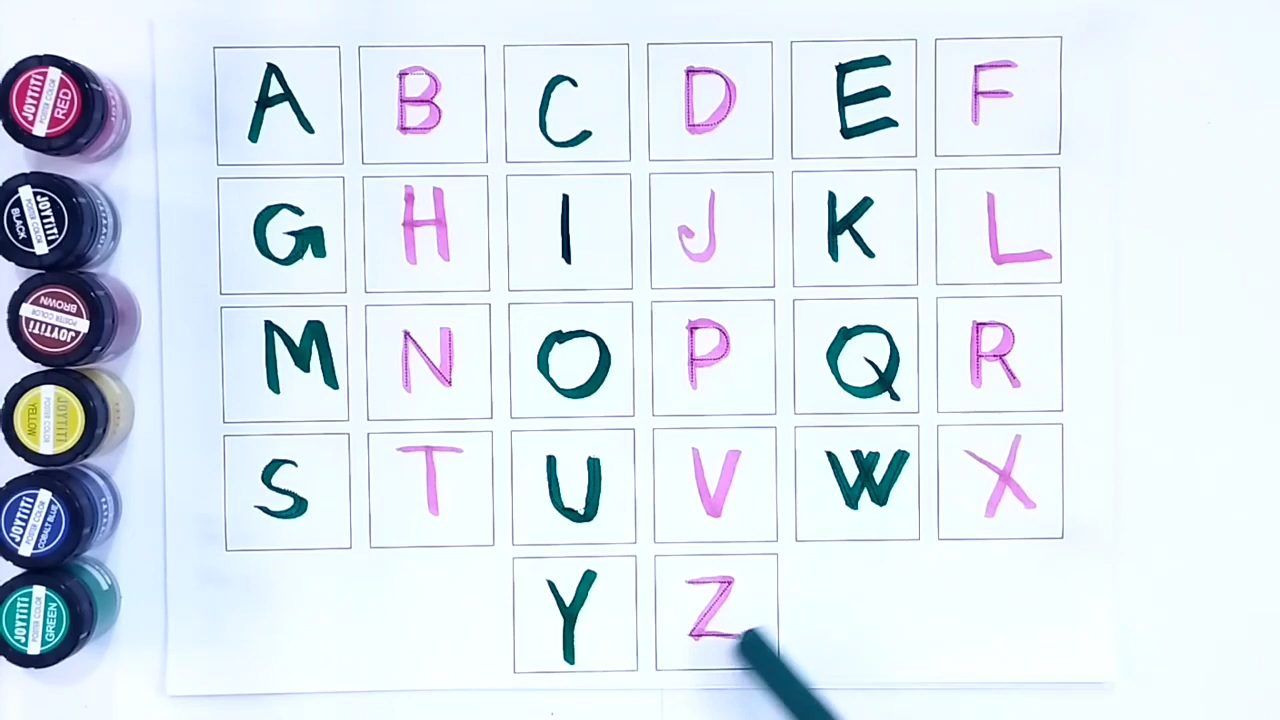 A B C D E F
G H I J K L
M N O P Q R
S T U V W X
Y Z
JOYTITI
POSTER COLOR
RED
JOYTITI
POSTER COLOR
BLACK
JOYTITI
POSTER COLOR
BROWN
JOYTITI
POSTER COLOR
YELLOW
JOYTITI
POSTER COLOR
COBALT BLUE
JOYTITI
POSTER COLOR
GREEN